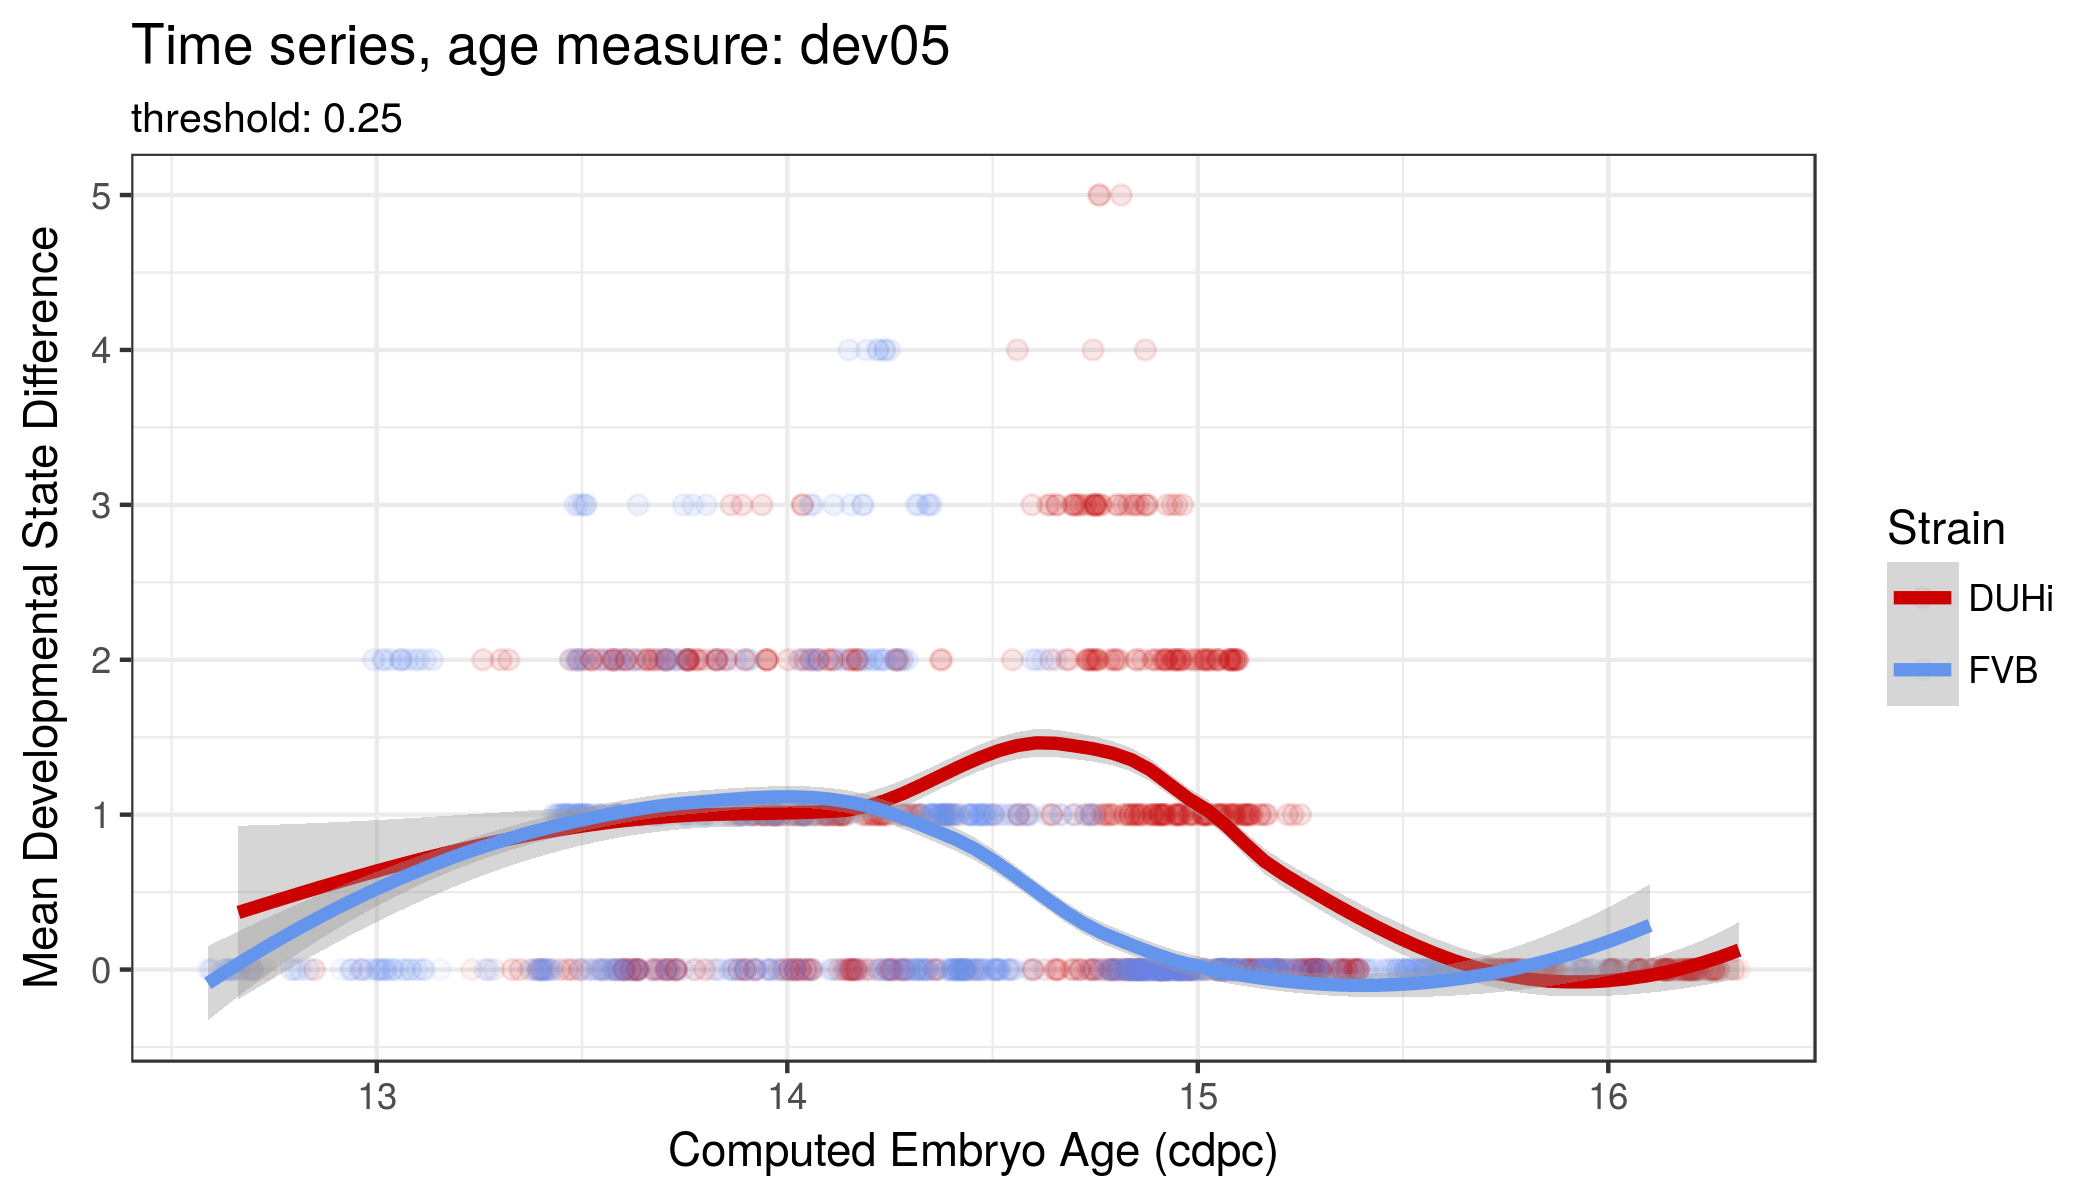 Time series, age measure: dev05
threshold: 0.25
Mean Developmental State Difference
5
4
3
2
1
0
13
14
15
16
Computed Embryo Age (cdpc)
Strain
DUHi
FVB